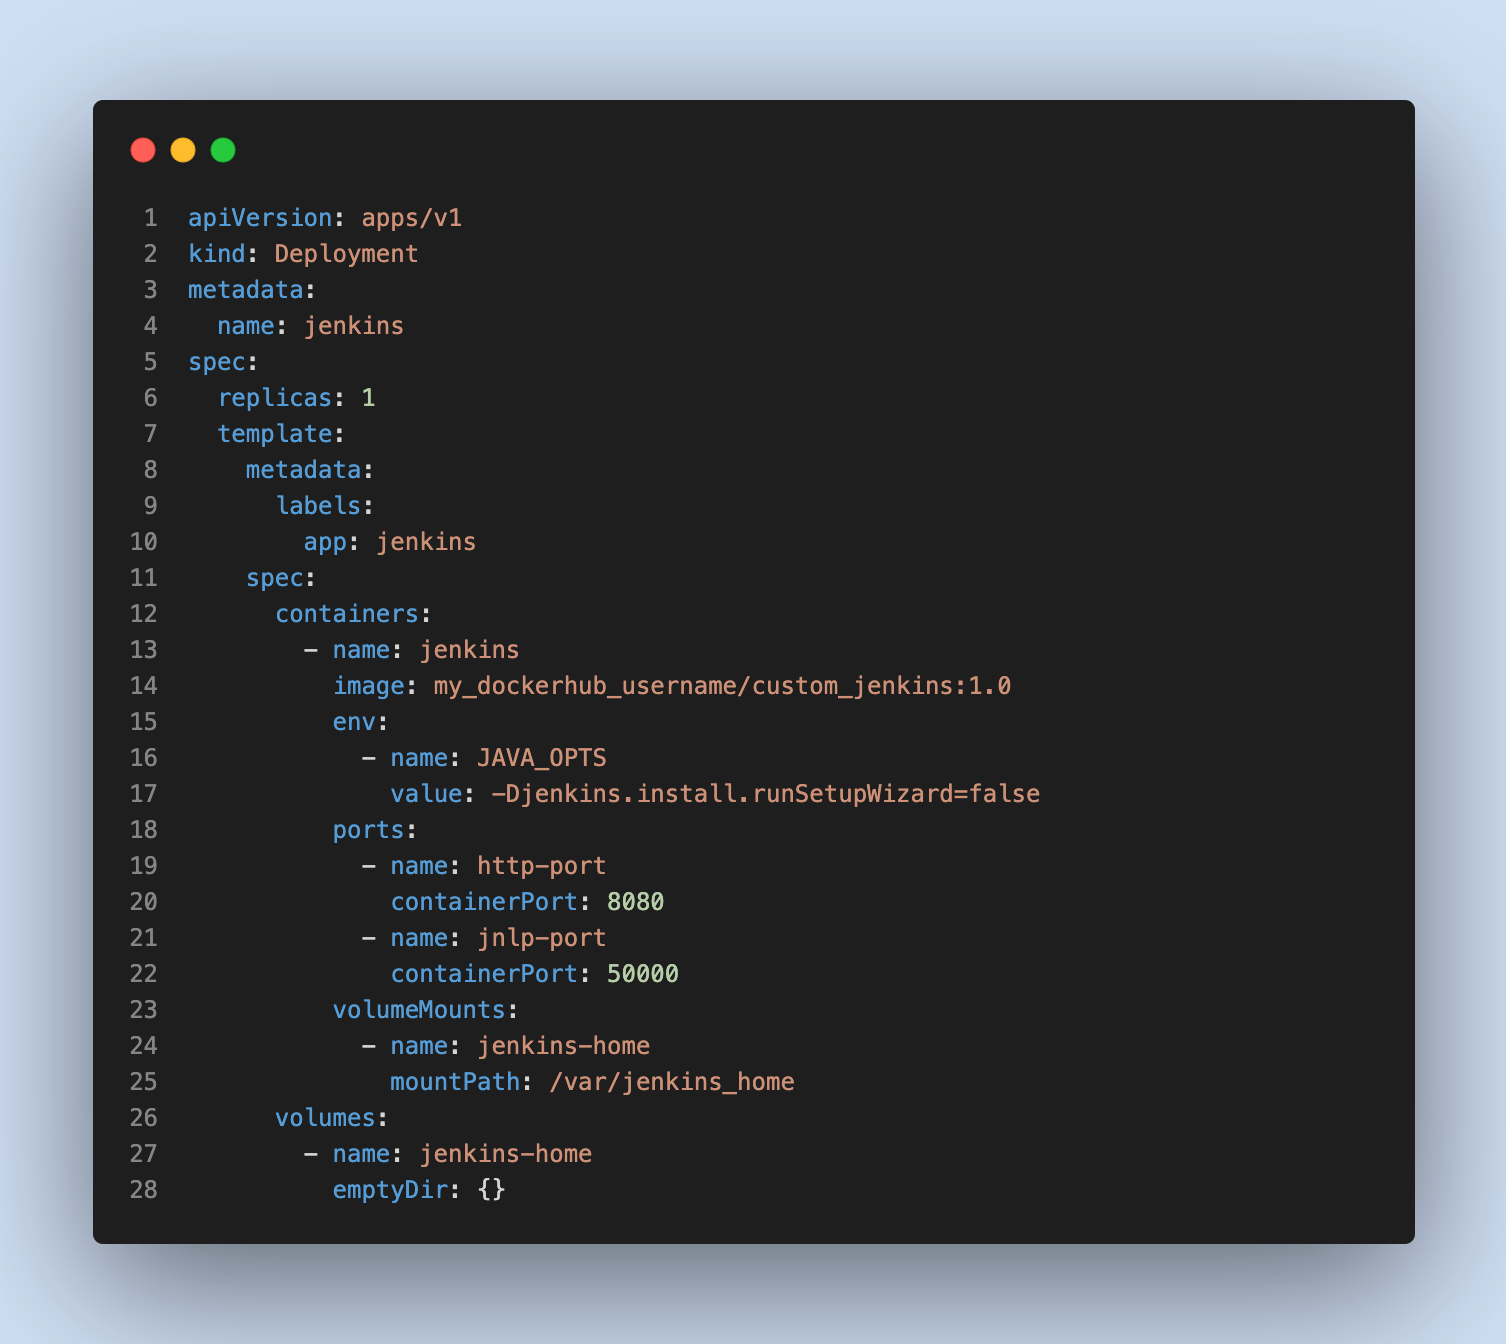 1 apiVersion: apps/v1
2 kind: Deployment
3 metadata:
4   name: jenkins
5 spec:
6   replicas: 1
7   template:
8     metadata:
9       labels:
10         app: jenkins
11     spec:
12       containers:
13         - name: jenkins
14           image: my_dockerhub_username/custom_jenkins:1.0
15           env:
16             - name: JAVA_OPTS
17               value: -Djenkins.install.runSetupWizard=false
18           ports:
19             - name: http-port
20               containerPort: 8080
21             - name: jnlp-port
22               containerPort: 50000
23           volumeMounts:
24             - name: jenkins-home
25               mountPath: /var/jenkins_home
26       volumes:
27         - name: jenkins-home
28           emptyDir: {}